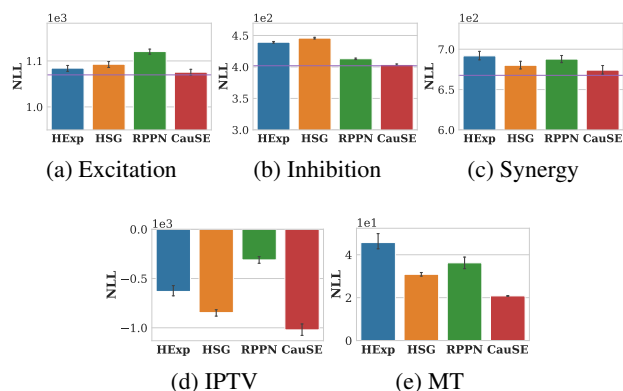 1e3
NLL
1.1
1.0
HExp HSG RPPN CauSE
(a) Excitation
1e2
NLL
4.5
4.0
3.5
3.0
HExp HSG RPPN CauSE
(b) Inhibition
1e2
NLL
7.0
6.5
6.0
HExp HSG RPPN CauSE
(c) Synergy
1e3
NLL
0.0
−0.5
−1.0
HExp HSG RPPN CauSE
(d) IPTV
1e1
NLL
4
2
0
HExp HSG RPPN CauSE
(e) MT